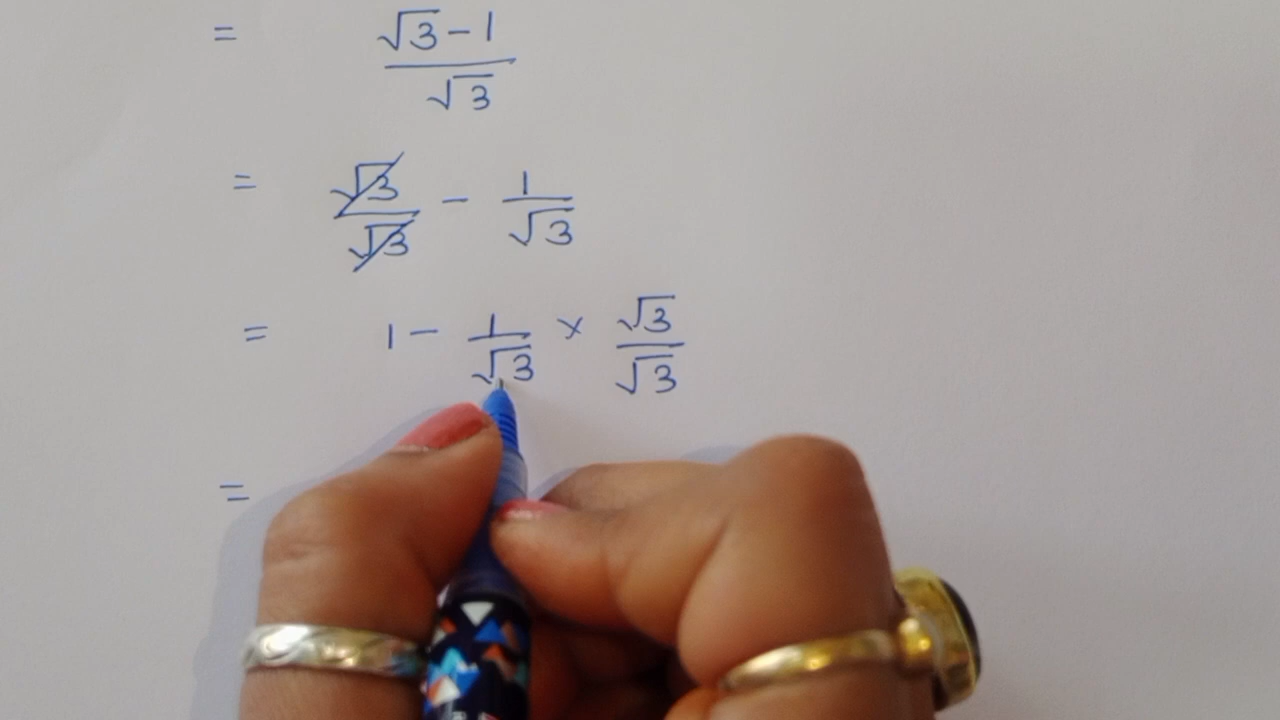 = (√3 - 1)/√3
= √3/√3 - 1/√3
= 1 - 1/√3 × √3/√3
=